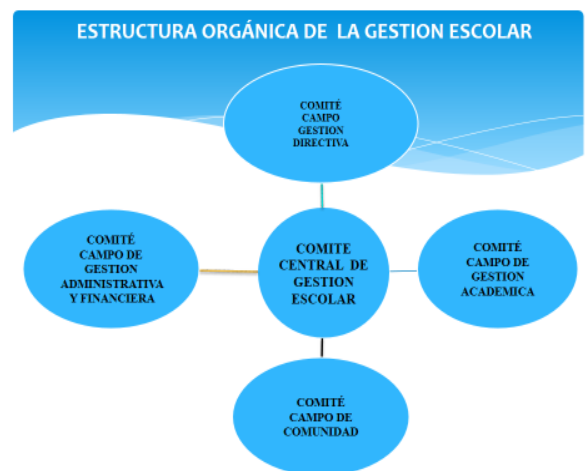 ESTRUCTURA ORGÁNICA DE LA GESTION ESCOLAR
COMITÉ
CAMPO
GESTION
DIRECTIVA
COMITÉ
CAMPO DE
GESTION
ADMINISTRATIVA
Y FINANCIERA
COMITE
CENTRAL DE
GESTION
ESCOLAR
COMITÉ
CAMPO DE
GESTION
ACADEMICA
COMITÉ
CAMPO DE
COMUNIDAD